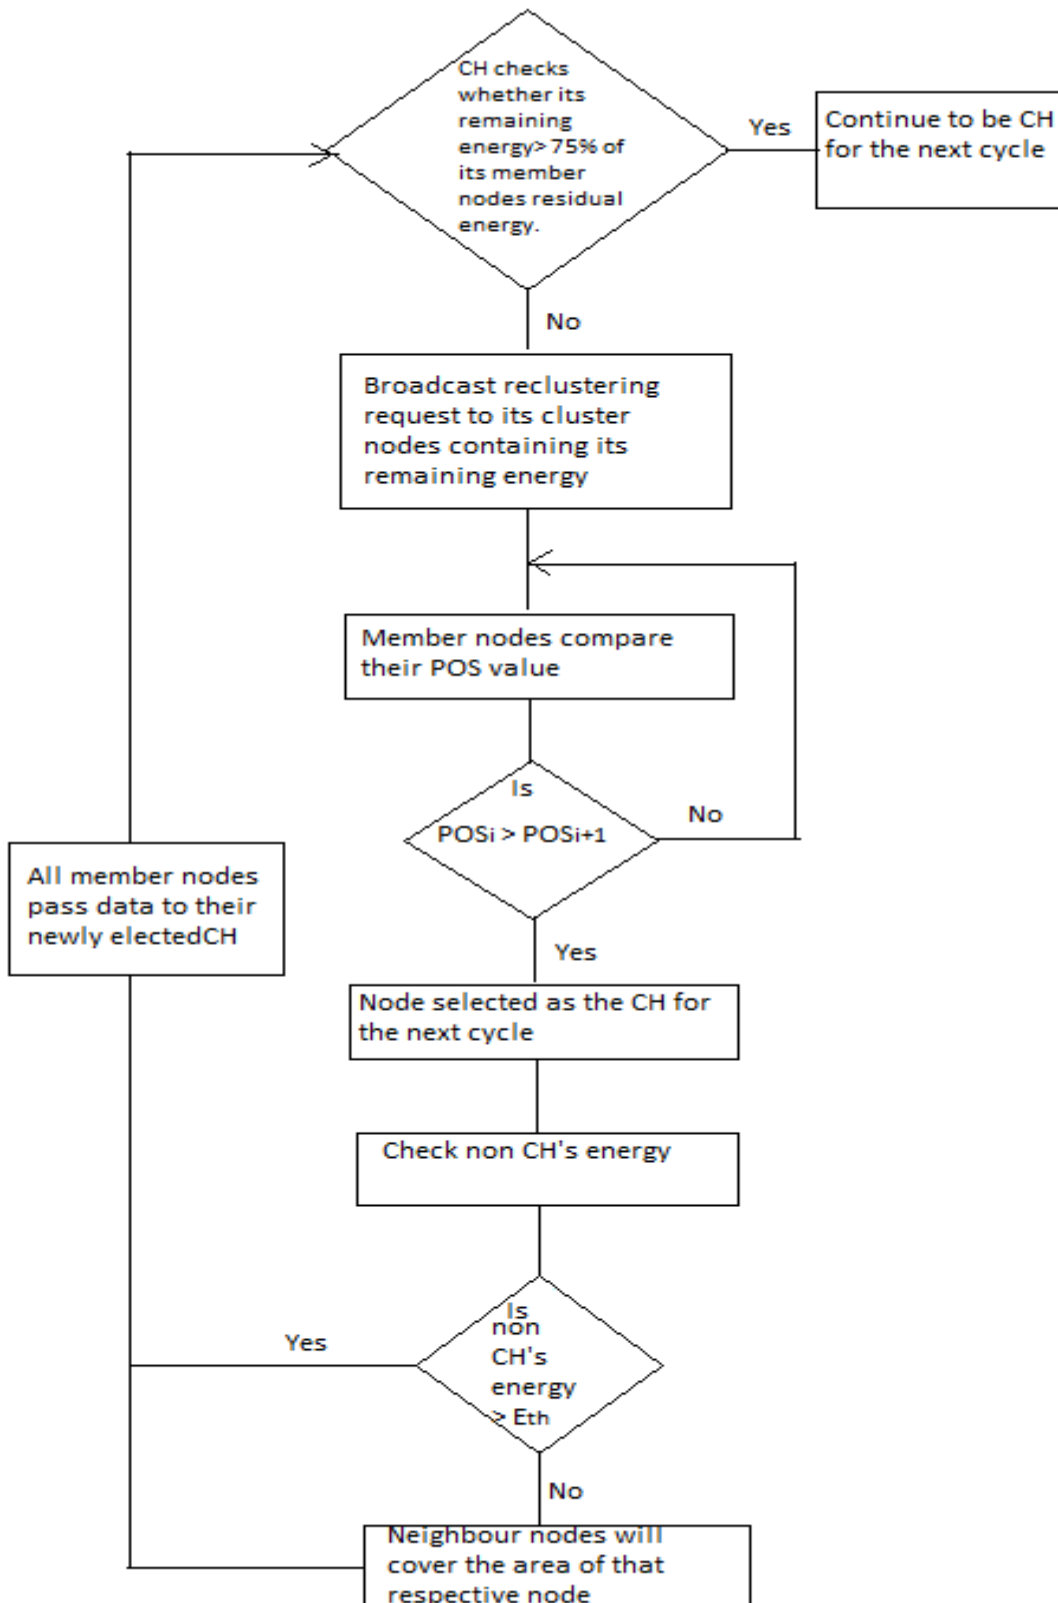 CH checks
whether its
remaining
energy> 75% of
its member
nodes residual
energy.
Yes
Continue to be CH
for the next cycle
No
Broadcast reclustering
request to its cluster
nodes containing its
remaining energy
Member nodes compare
their POS value
Is
POSi > POSi+1
No
Yes
All member nodes
pass data to their
newly electedCH
Node selected as the CH for
the next cycle
Check non CH's energy
Is
non
CH's
energy
> Eth
Yes
No
Neighbour nodes will
cover the area of that
respective node